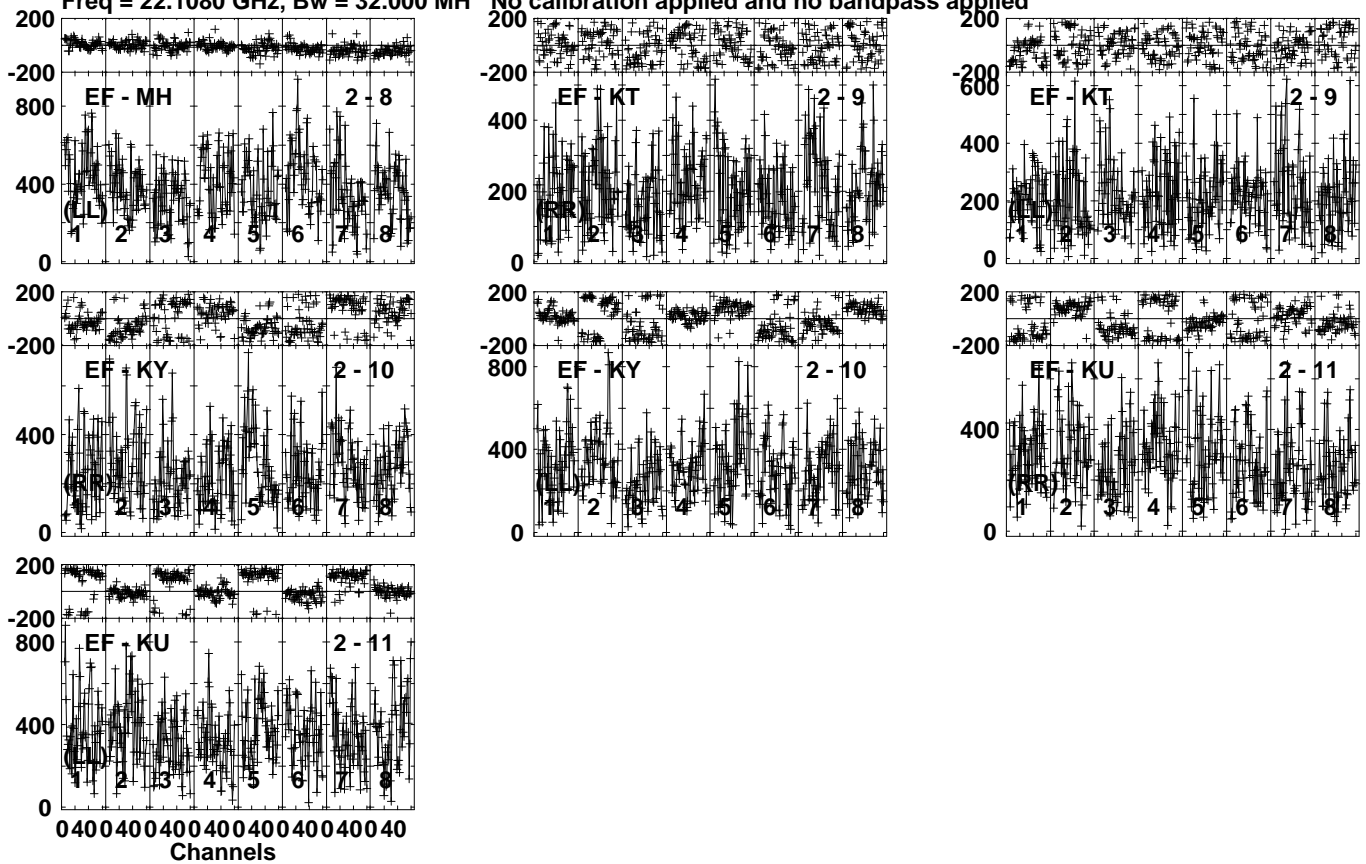 Freq = 22.1080 GHz, Bw = 32.000 MH No calibration applied and no bandpass applied
200
-200
EF - MH 2 - 8
800
400
0
(LL)
1 2 3 4 5 6 7 8
200
-200
EF - KT 2 - 9
400
200
0
(RR)
1 2 3 4 5 6 7 8
200
-200
600
EF - KT 2 - 9
400
200
0
(LL)
1 2 3 4 5 6 7 8
200
-200
EF - KY 2 - 10
400
0
(RR)
1 2 3 4 5 6 7 8
200
-200
800
EF - KY 2 - 10
400
0
(LL)
1 2 3 4 5 6 7 8
200
-200
EF - KU 2 - 11
400
0
(RR)
1 2 3 4 5 6 7 8
200
-200
800
EF - KU 2 - 11
400
0
(LL)
1 2 3 4 5 6 7 8
0 40 0 40 0 40 0 40 0 40 0 40 0 40 0 40
Channels